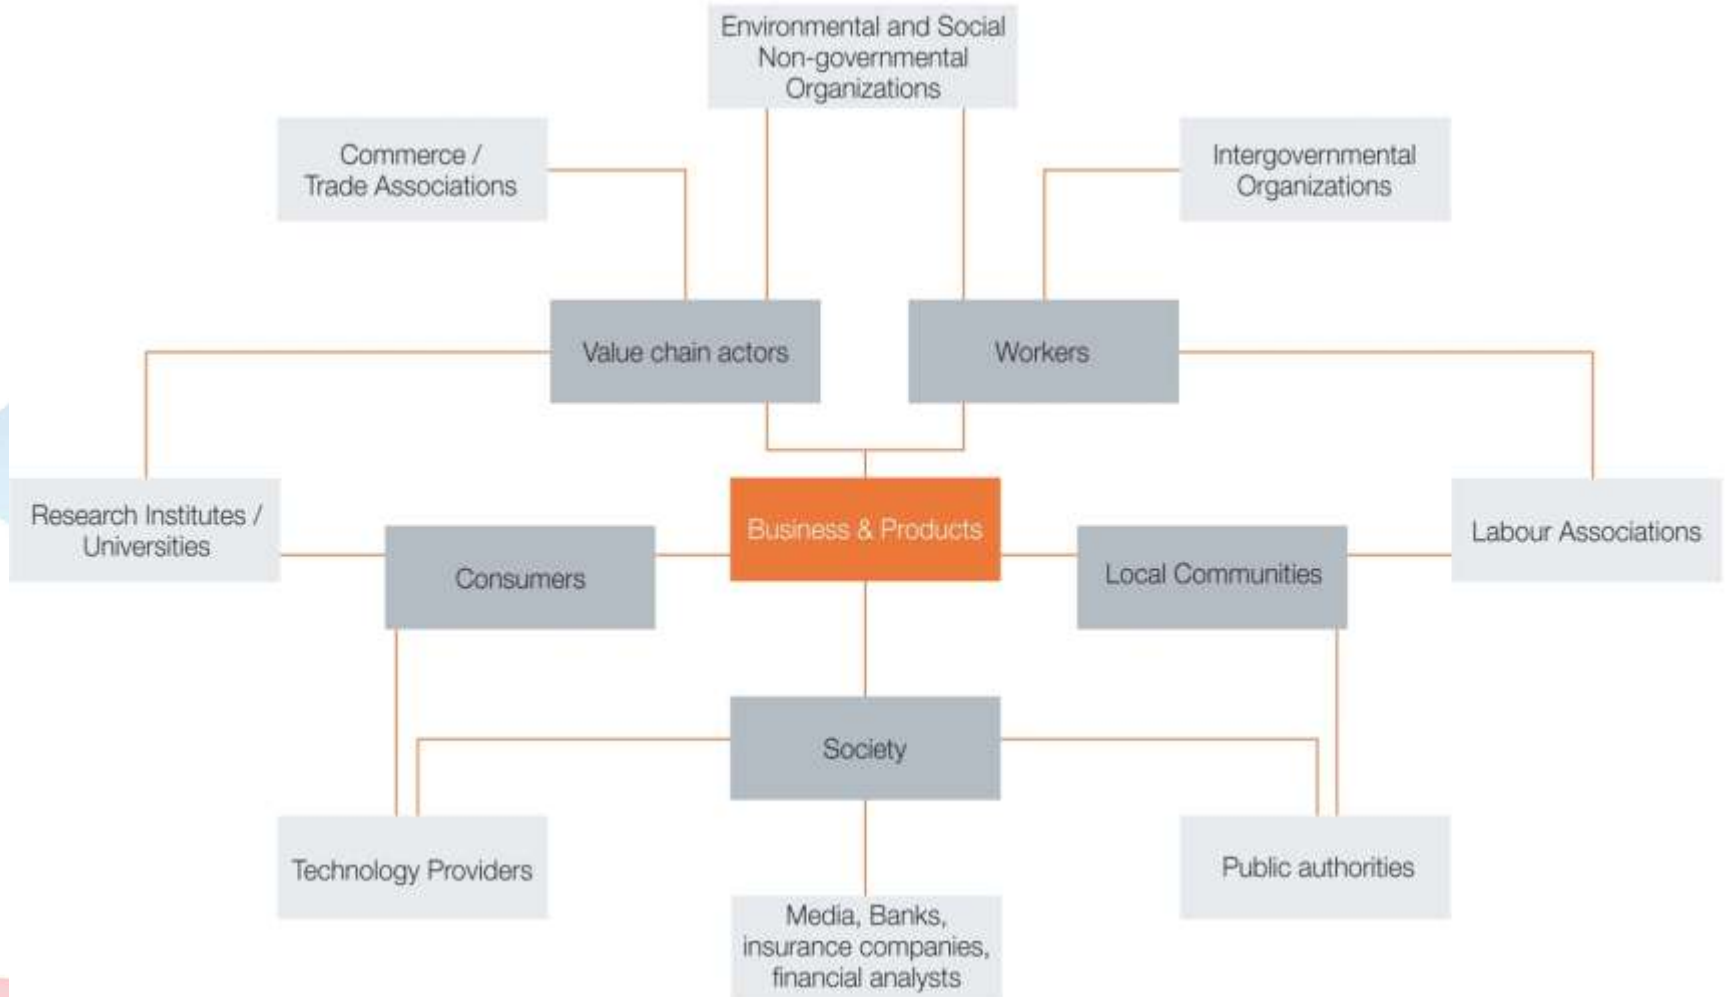 Environmental and Social
Non-governmental
Organizations
Commerce /
Trade Associations
Intergovernmental
Organizations
Value chain actors
Workers
Research Institutes /
Universities
Business & Products
Labour Associations
Consumers
Local Communities
Society
Technology Providers
Public authorities
Media, Banks,
insurance companies,
financial analysts